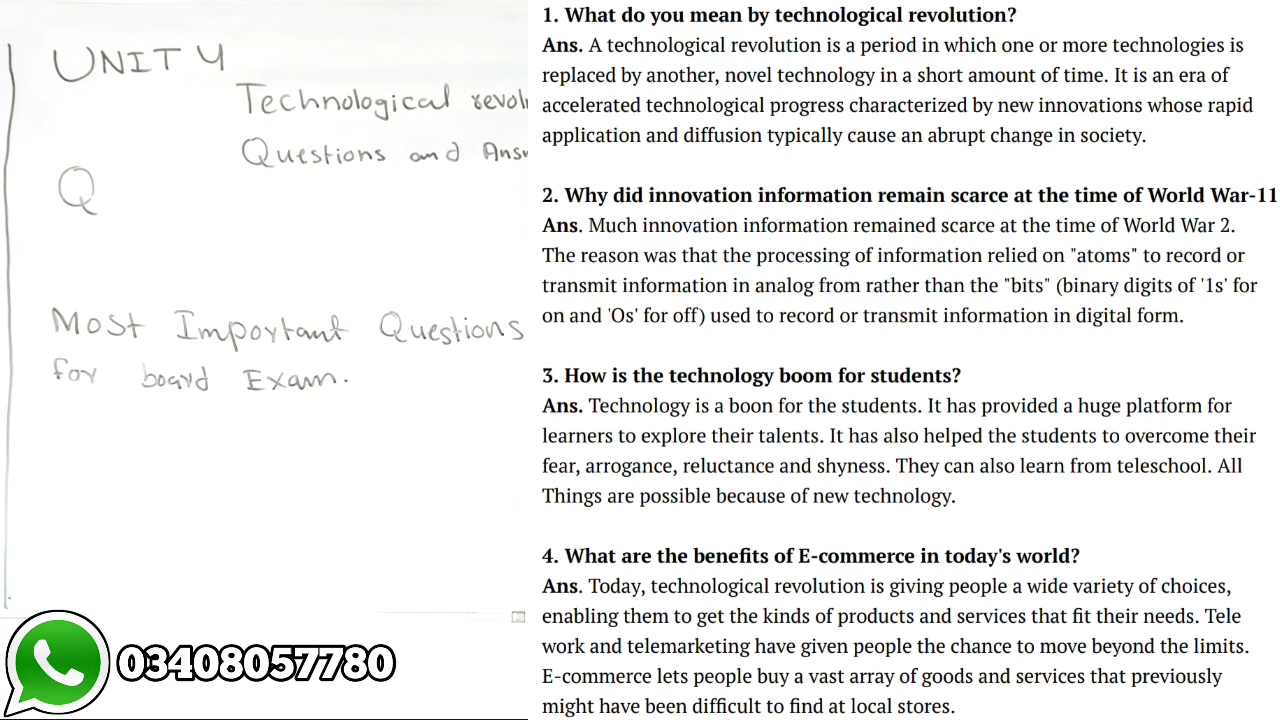 UNIT 4
Technological
Questions and
Q
Most Important Questions
for board Exam.
03408057780
1. What do you mean by technological revolution?
Ans. A technological revolution is a period in which one or more technologies is
replaced by another, novel technology in a short amount of time. It is an era of
accelerated technological progress characterized by new innovations whose rapid
application and diffusion typically cause an abrupt change in society.
2. Why did innovation information remain scarce at the time of World War-11
Ans. Much innovation information remained scarce at the time of World War 2.
The reason was that the processing of information relied on "atoms" to record or
transmit information in analog from rather than the "bits" (binary digits of '1s' for
on and 'Os' for off) used to record or transmit information in digital form.
3. How is the technology boom for students?
Ans. Technology is a boon for the students. It has provided a huge platform for
learners to explore their talents. It has also helped the students to overcome their
fear, arrogance, reluctance and shyness. They can also learn from teleschool. All
Things are possible because of new technology.
4. What are the benefits of E-commerce in today's world?
Ans. Today, technological revolution is giving people a wide variety of choices,
enabling them to get the kinds of products and services that fit their needs. Tele
work and telemarketing have given people the chance to move beyond the limits.
E-commerce lets people buy a vast array of goods and services that previously
might have been difficult to find at local stores.